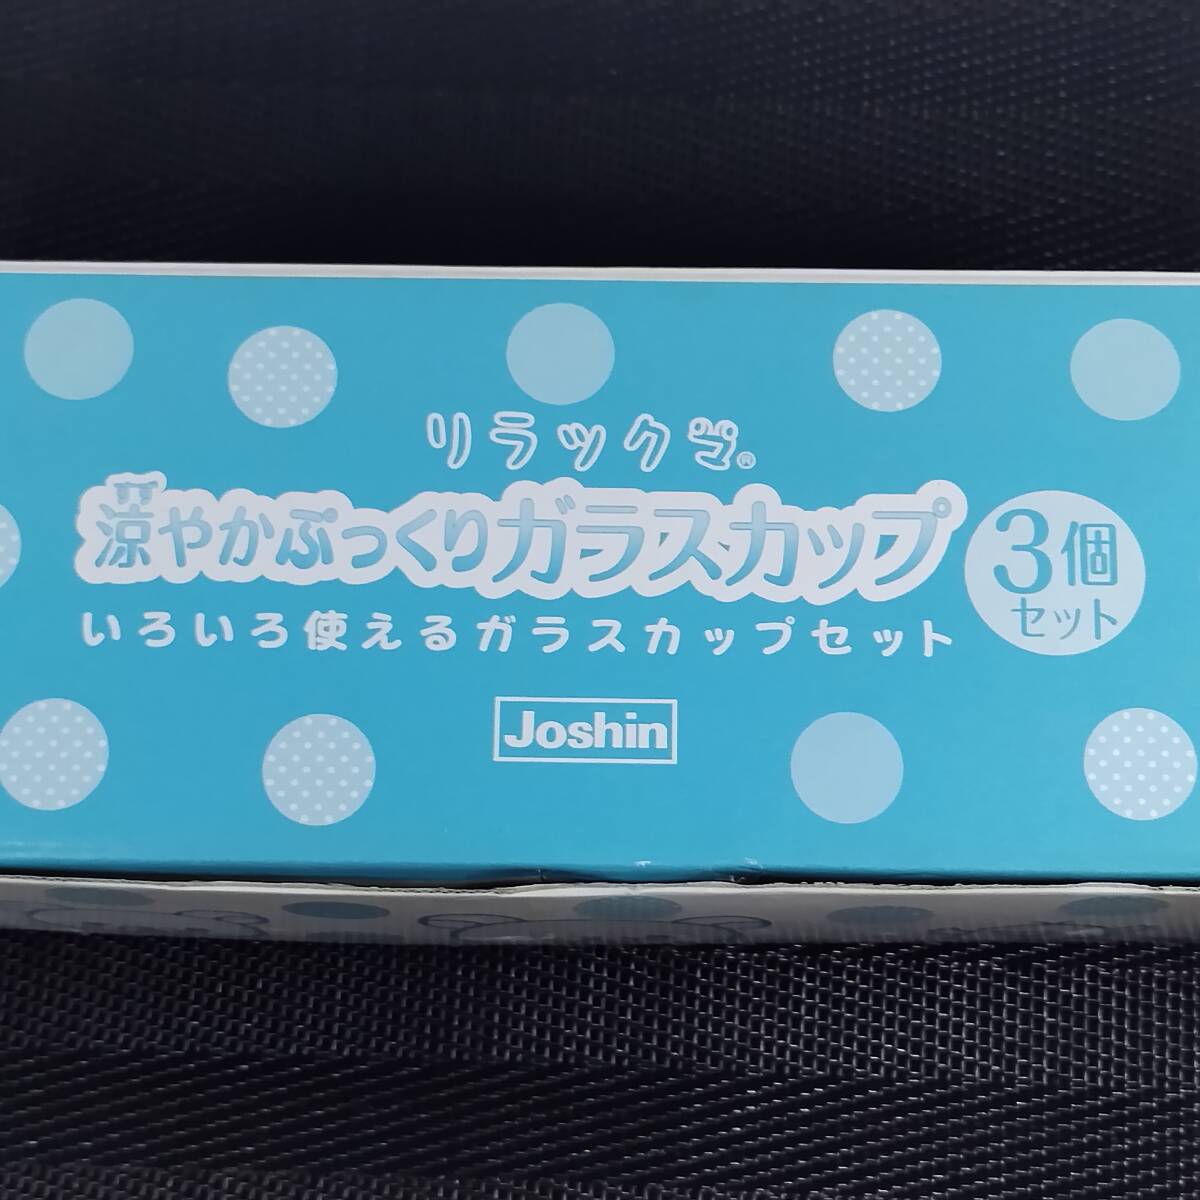 リラックマ®
涼やかぷっくりガラスカップ
3個
セット
いろいろ使えるガラスカップセット
Joshin